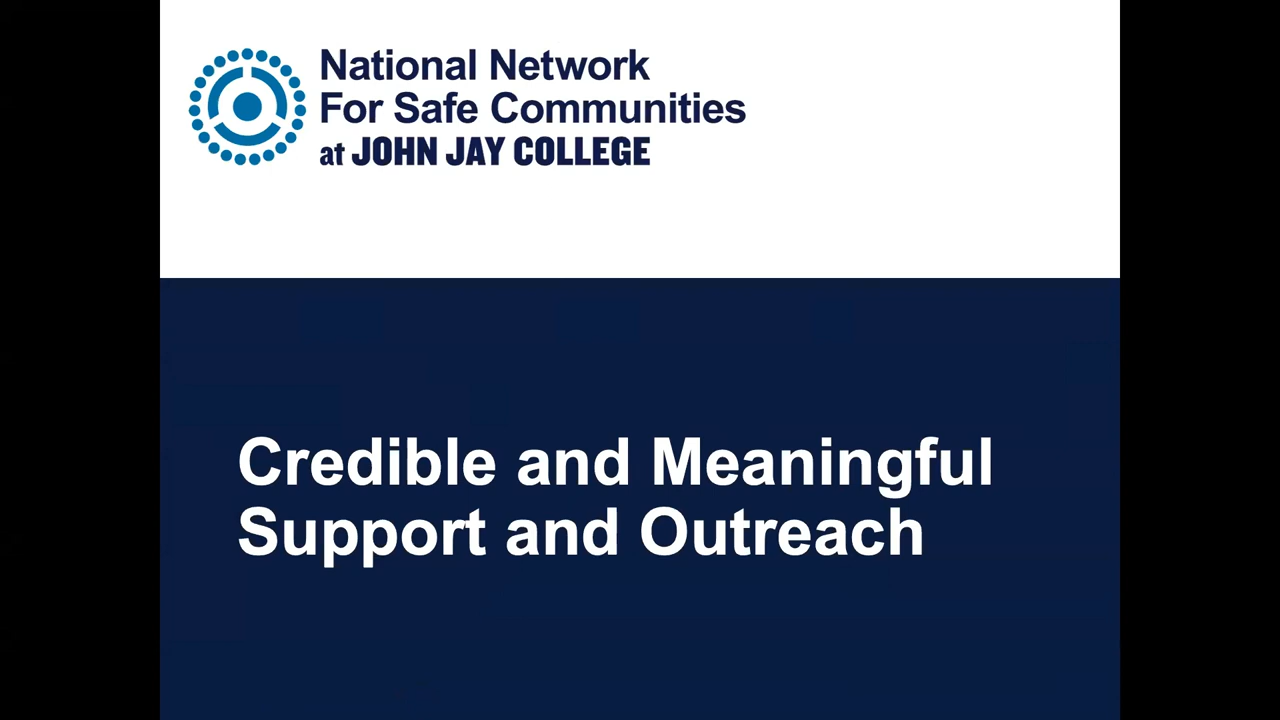 National Network
For Safe Communities
at JOHN JAY COLLEGE
Credible and Meaningful
Support and Outreach